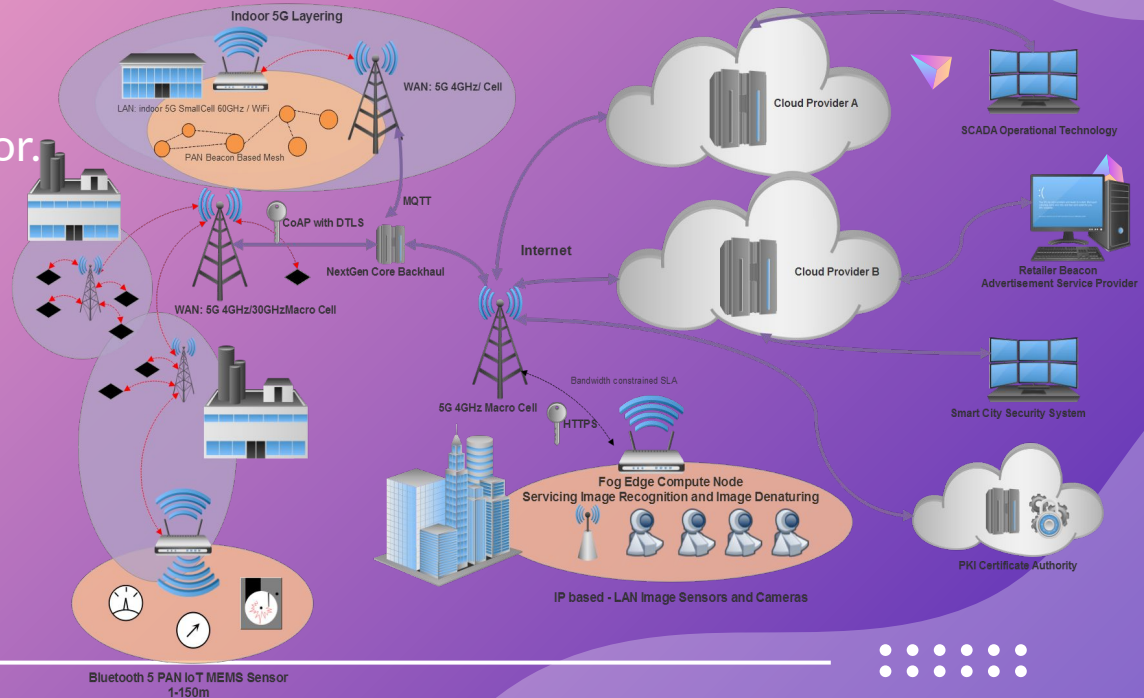 Indoor 5G Layering
WAN: 5G 4GHz/ Cell
LAN: indoor 5G SmallCell 60GHz / WiFi
PAN Beacon Based Mesh
or.
MQTT
CoAP with DTLS
NextGen Core Backhaul
WAN: 5G 4GHz/30GHzMacro Cell
Internet
Cloud Provider A
SCADA Operational Technology
Cloud Provider B
Retailer Beacon
Advertisement Service Provider
5G 4GHz Macro Cell
Bandwidth constrained SLA
HTTPS
Smart City Security System
Fog Edge Compute Node
Servicing Image Recognition and Image Denaturing
IP based - LAN Image Sensors and Cameras
PKI Certificate Authority
Bluetooth 5 PAN IoT MEMS Sensor
1-150m